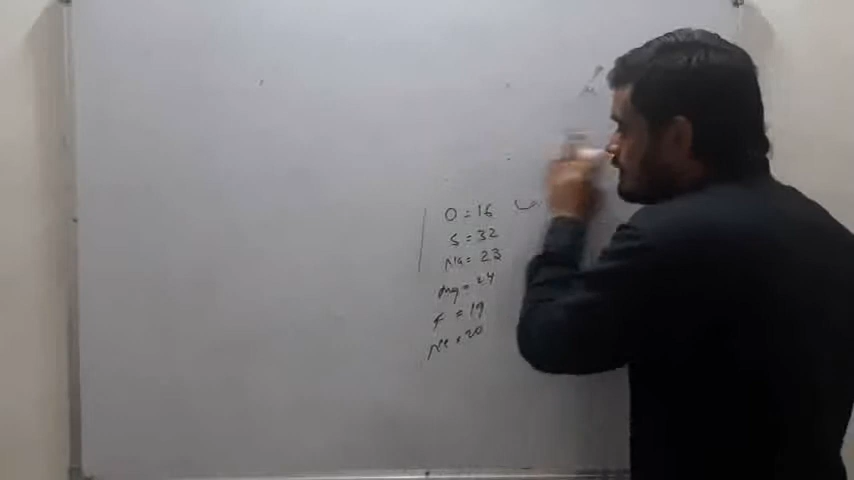 O = 16
S = 32
Na = 23
Mg = 24
F = 19
Ne = 20